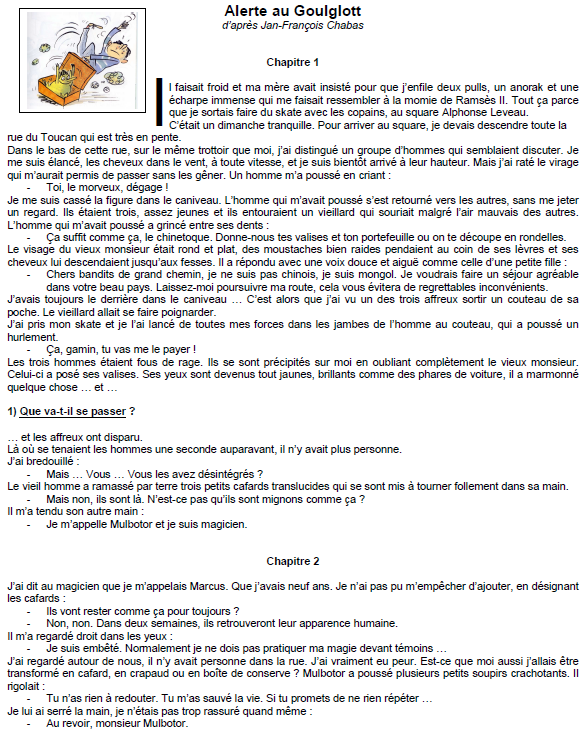 Alerte au Goulglott
d'après Jan-François Chabas
Chapitre 1
Il faisait froid et ma mère avait insisté pour que j'enfile deux pulls, un anorak et une
écharpe immense qui me faisait ressembler à la momie de Ramsès II. Tout ça parce
que je sortais faire du skate avec les copains, au square Alphonse Leveau.
C'était un dimanche tranquille. Pour arriver au square, je devais descendre toute la
rue du Toucan qui est très en pente.
Dans le bas de cette rue, sur le même trottoir que moi, j'ai distingué un groupe d'hommes qui semblaient discuter. Je
me suis élancé, les cheveux dans le vent, à toute vitesse, et je suis bientôt arrivé à leur hauteur. Mais j'ai raté le virage
qui m'aurait permis de passer sans les gêner. Un homme m'a poussé en criant :
- Toi, le morveux, dégage !
Je me suis cassé la figure dans le caniveau. L'homme qui m'avait poussé s'est retourné vers les autres, sans me jeter
un regard. Ils étaient trois, assez jeunes et ils entouraient un vieillard qui souriait malgré l'air mauvais des autres.
L'homme qui m'avait poussé a grincé entre ses dents :
- Ça suffit comme ça, le chinetoque. Donne-nous tes valises et ton portefeuille ou on te découpe en rondelles.
Le visage du vieux monsieur était rond et plat, des moustaches bien raides pendaient au coin de ses lèvres et ses
cheveux lui descendaient jusqu'aux fesses. Il a répondu avec une voix douce et aiguë comme celle d'une petite fille :
- Chers bandits de grand chemin, je ne suis pas chinois, je suis mongol. Je voudrais faire un séjour agréable
dans votre beau pays. Laissez-moi poursuivre ma route, cela vous évitera de regrettables inconvénients.
J'avais toujours le derrière dans le caniveau … C'est alors que j'ai vu un des trois affreux sortir un couteau de sa
poche. Le vieillard allait se faire poignarder.
J'ai pris mon skate et je l'ai lancé de toutes mes forces dans les jambes de l'homme au couteau, qui a poussé un
hurlement.
- Ça, gamin, tu vas me le payer !
Les trois hommes étaient fous de rage. Ils se sont précipités sur moi en oubliant complètement le vieux monsieur.
Celui-ci a posé ses valises. Ses yeux sont devenus tout jaunes, brillants comme des phares de voiture, il a marmonné
quelque chose … et …
1) Que va-t-il se passer ?
… et les affreux ont disparu.
Là où se tenaient les hommes une seconde auparavant, il n'y avait plus personne.
J'ai bredouillé :
- Mais … Vous … Vous les avez désintégrés ?
Le vieil homme a ramassé par terre trois petits cafards translucides qui se sont mis à tourner follement dans sa main.
- Mais non, ils sont là. N'est-ce pas qu'ils sont mignons comme ça ?
Il m'a tendu son autre main :
- Je m'appelle Mulbotor et je suis magicien.
Chapitre 2
J'ai dit au magicien que je m'appelais Marcus. Que j'avais neuf ans. Je n'ai pas pu m'empêcher d'ajouter, en désignant
les cafards :
- Ils vont rester comme ça pour toujours ?
- Non, non. Dans deux semaines, ils retrouveront leur apparence humaine.
Il m'a regardé droit dans les yeux :
- Je suis embêté. Normalement je ne dois pas pratiquer ma magie devant témoins …
J'ai regardé autour de nous, il n'y avait personne dans la rue. J'ai vraiment eu peur. Est-ce que moi aussi j'allais être
transformé en cafard, en crapaud ou en boîte de conserve ? Mulbotor a poussé plusieurs petits soupirs crachotants. Il
rigolait :
- Tu n'as rien à redouter. Tu m'as sauvé la vie. Si tu promets de ne rien répéter …
Je lui ai serré la main, je n'étais pas trop rassuré quand même :
- Au revoir, monsieur Mulbotor.